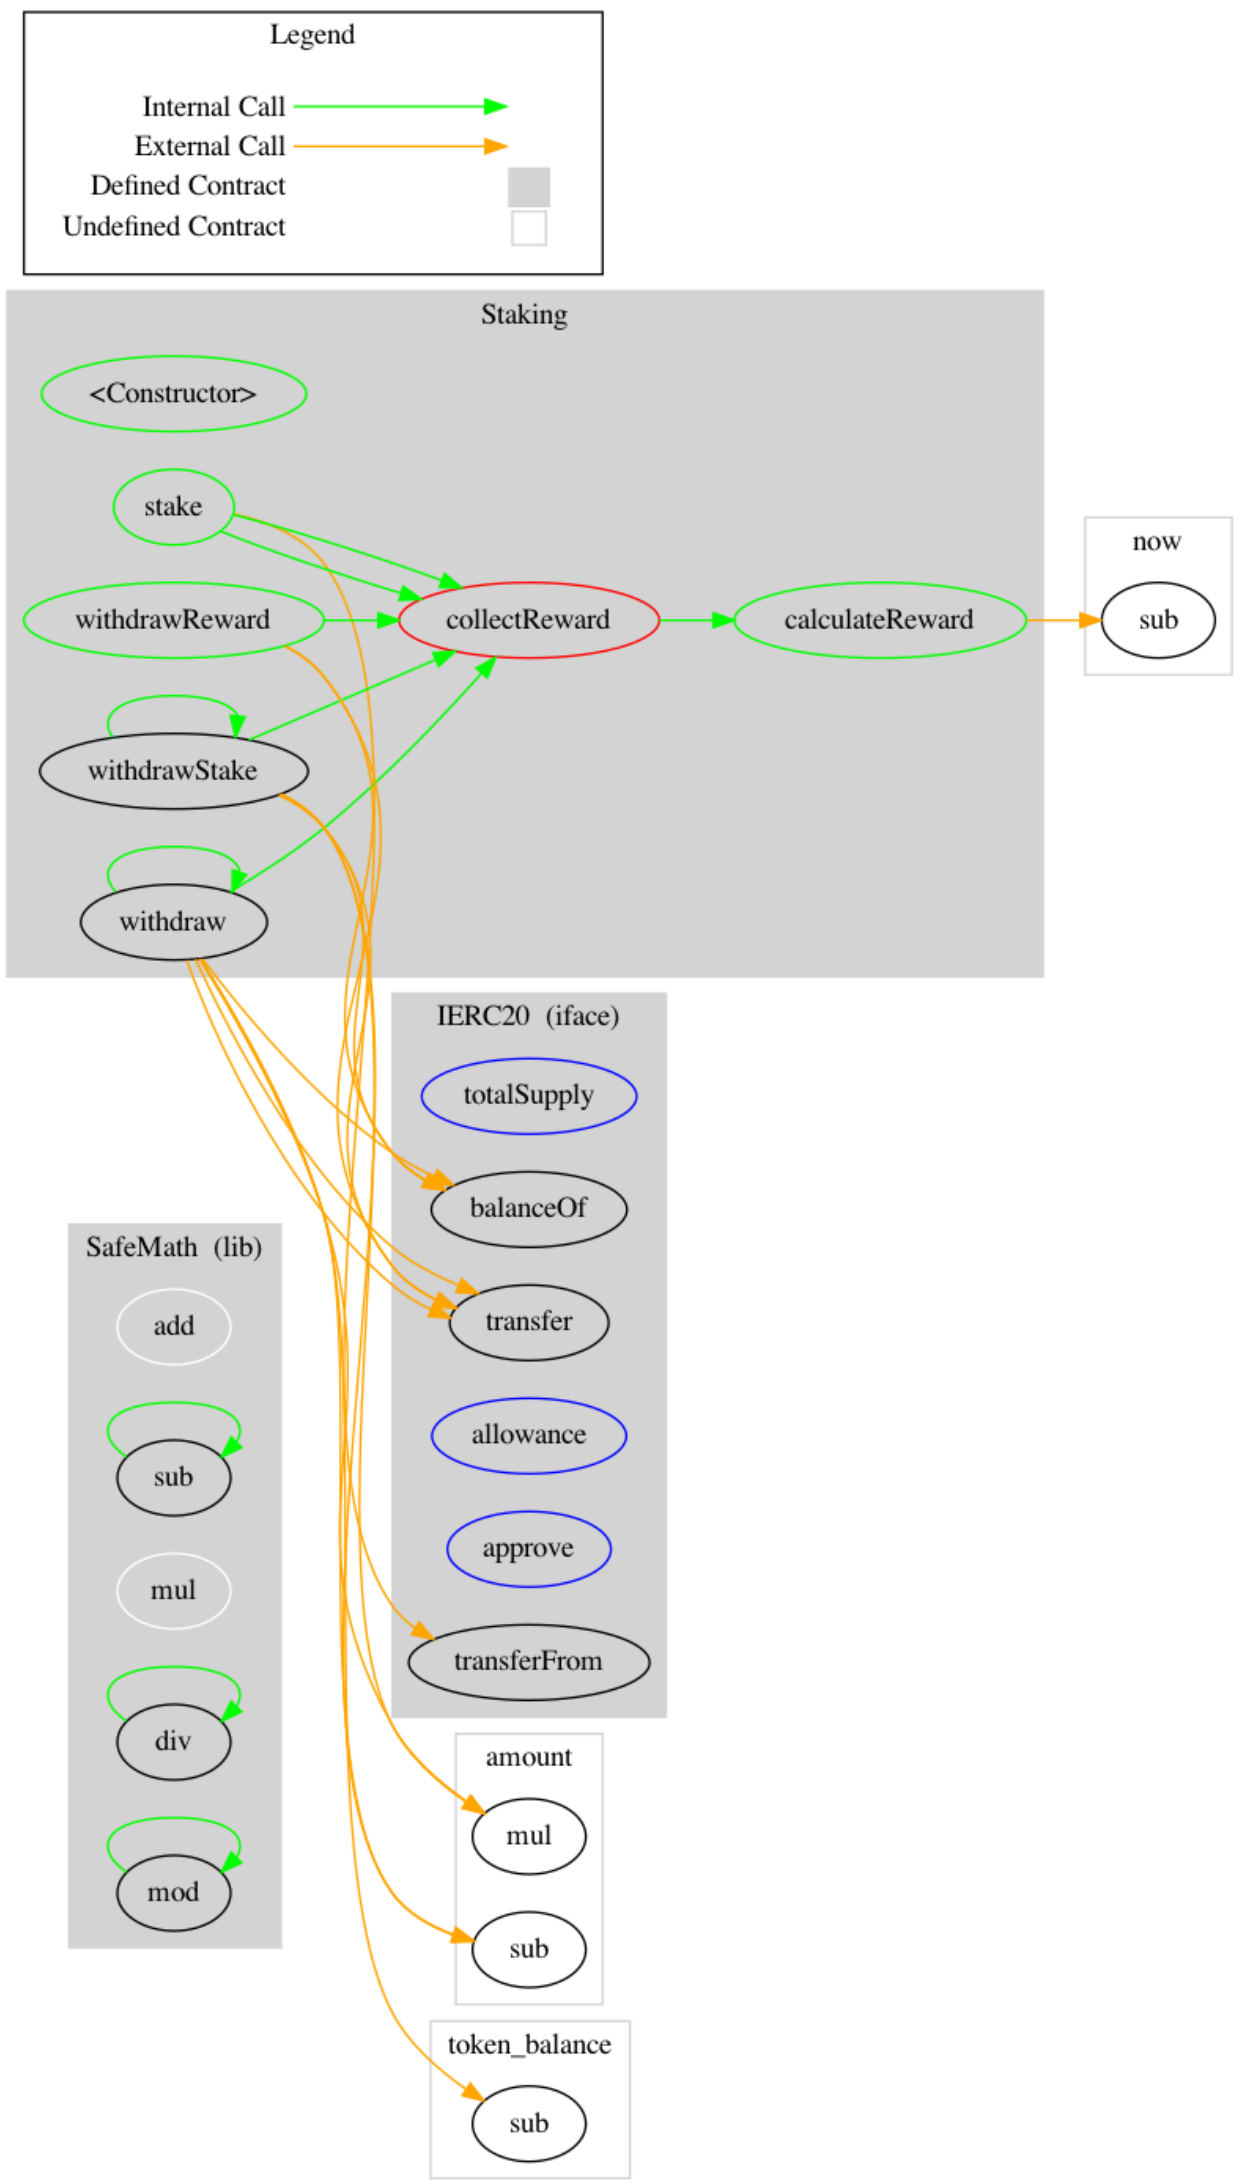 Legend
Internal Call
External Call
Defined Contract
Undefined Contract
Staking
<Constructor>
stake
now
withdrawReward
collectReward
calculateReward
sub
withdrawStake
withdraw
IERC20 (iface)
totalSupply
balanceOf
SafeMath (lib)
add
transfer
allowance
sub
approve
mul
transferFrom
div
amount
mul
mod
sub
token_balance
sub